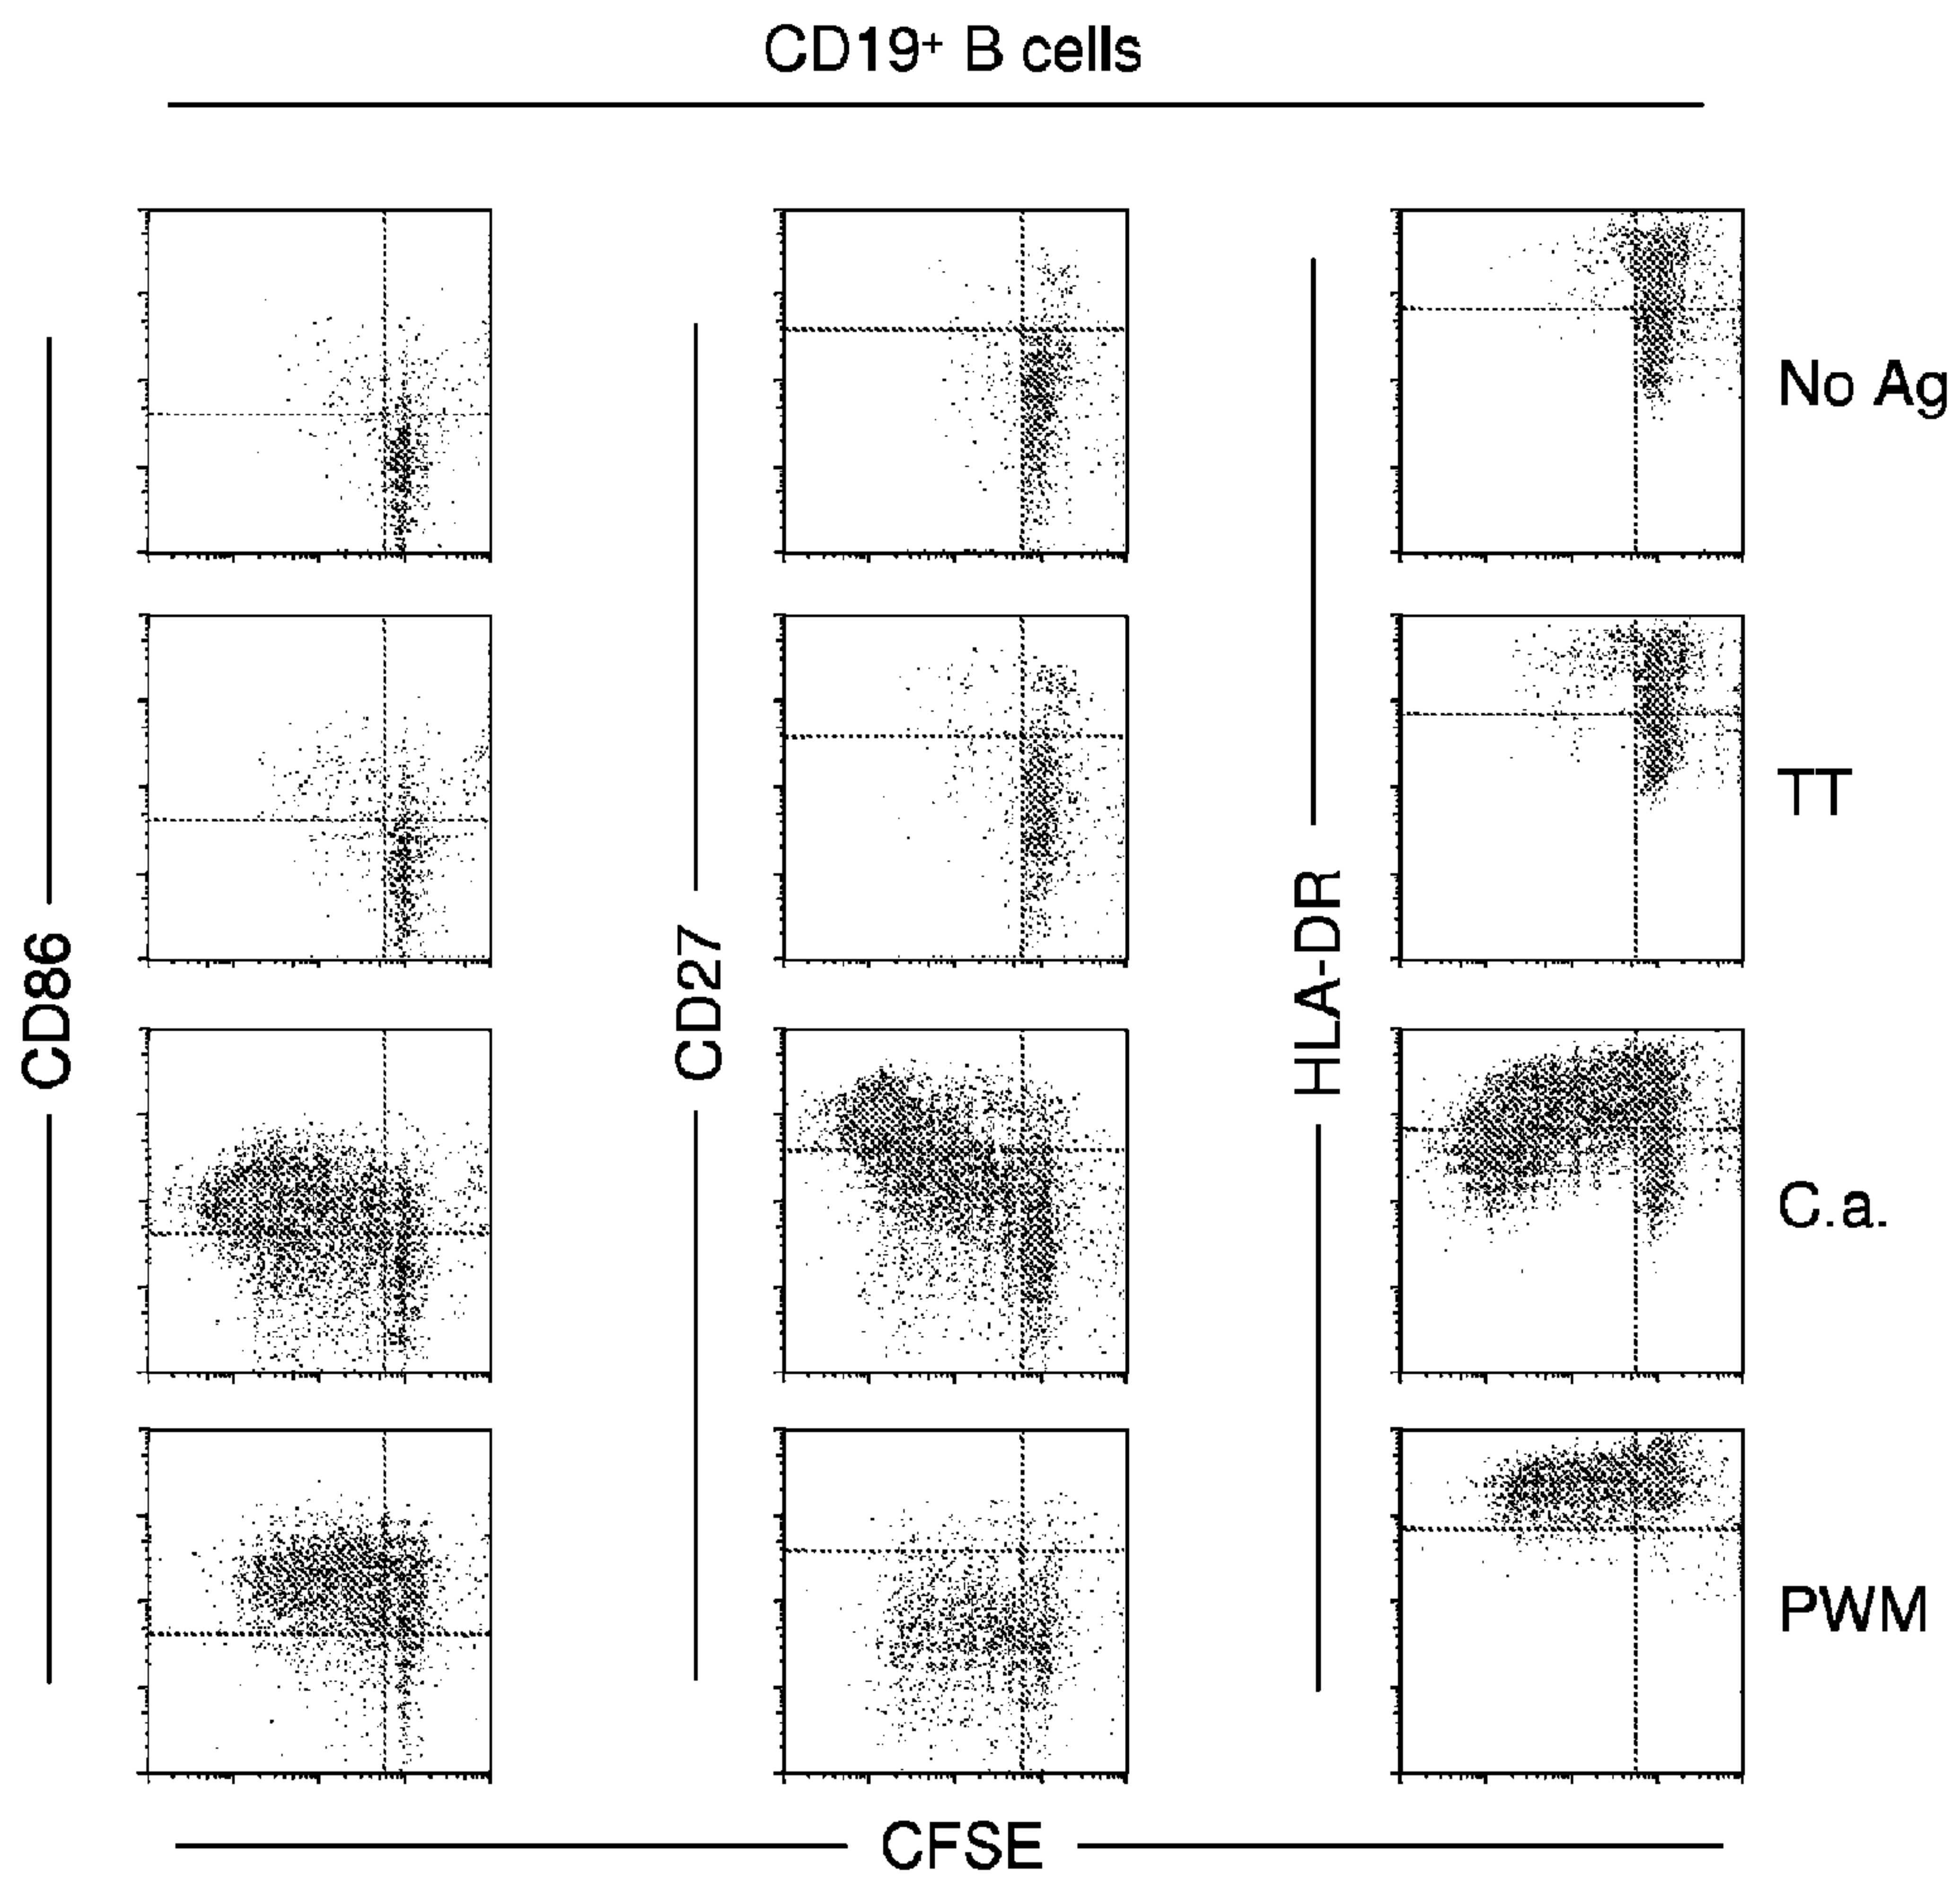 CD19+ B cells
No Ag
TT
CD86
CD27
HLA-DR
C.a.
PWM
CFSE